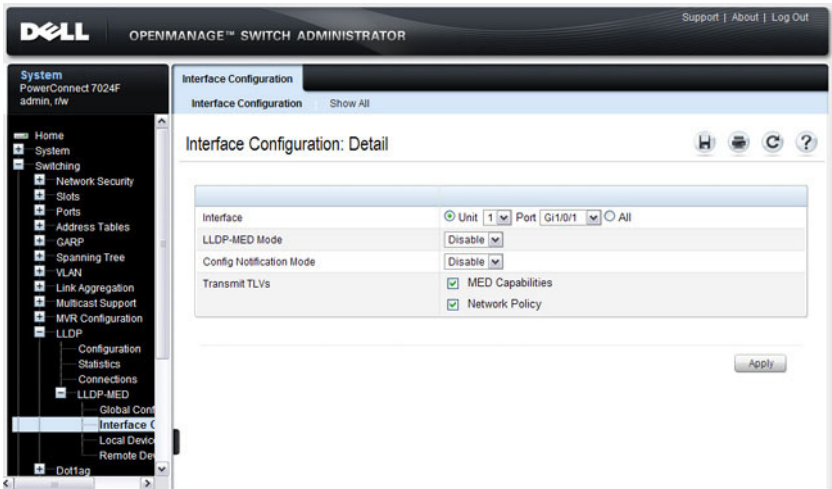 Support | About | Log Out
DELL OPENMANAGE™ SWITCH ADMINISTRATOR
System
PowerConnect 7024F
admin, r/w
Home
System
Switching
Network Security
Slots
Ports
Address Tables
GARP
Spanning Tree
VLAN
Link Aggregation
Multicast Support
MVR Configuration
LLDP
Configuration
Statistics
Connections
LLDP-MED
Global Conf
Interface C
Local Devic
Remote De
Dot1ag
Interface Configuration
Interface Configuration Show All
Interface Configuration: Detail
Interface Unit 1 Port Gi1/0/1 All
LLDP-MED Mode Disable
Config Notification Mode Disable
Transmit TLVs MED Capabilities
Network Policy
Apply